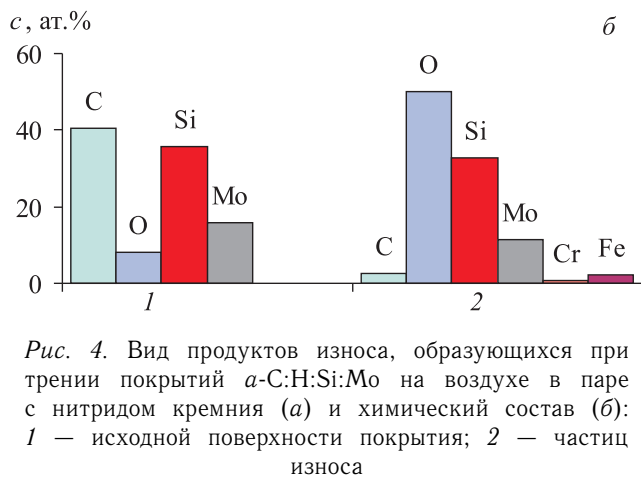 с, ат.%
б
60
O
C
Si
Si
40
Mo
20
Mo
O
C
Cr
Fe
0
1
2
Рис. 4. Вид продуктов износа, образующихся при
трении покрытий a-C:H:Si:Mo на воздухе в паре
с нитридом кремния (а) и химический состав (б):
1 — исходной поверхности покрытия; 2 — частиц
износа